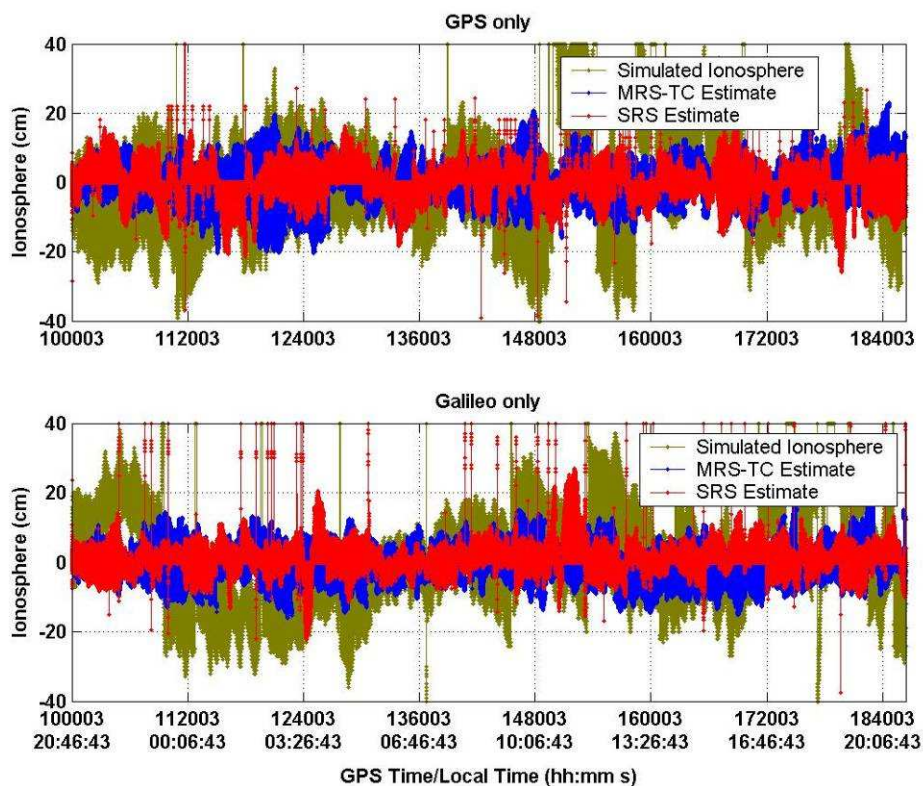 GPS only
Ionosphere (cm)
40
20
0
-20
-40
Simulated Ionosphere
MRS-TC Estimate
SRS Estimate
100003 112003 124003 136003 148003 160003 172003 184003
Galileo only
Ionosphere (cm)
40
20
0
-20
-40
Simulated Ionosphere
MRS-TC Estimate
SRS Estimate
100003 112003 124003 136003 148003 160003 172003 184003
20:46:43 00:06:43 03:26:43 06:46:43 10:06:43 13:26:43 16:46:43 20:06:43
GPS Time/Local Time (hh:mm s)